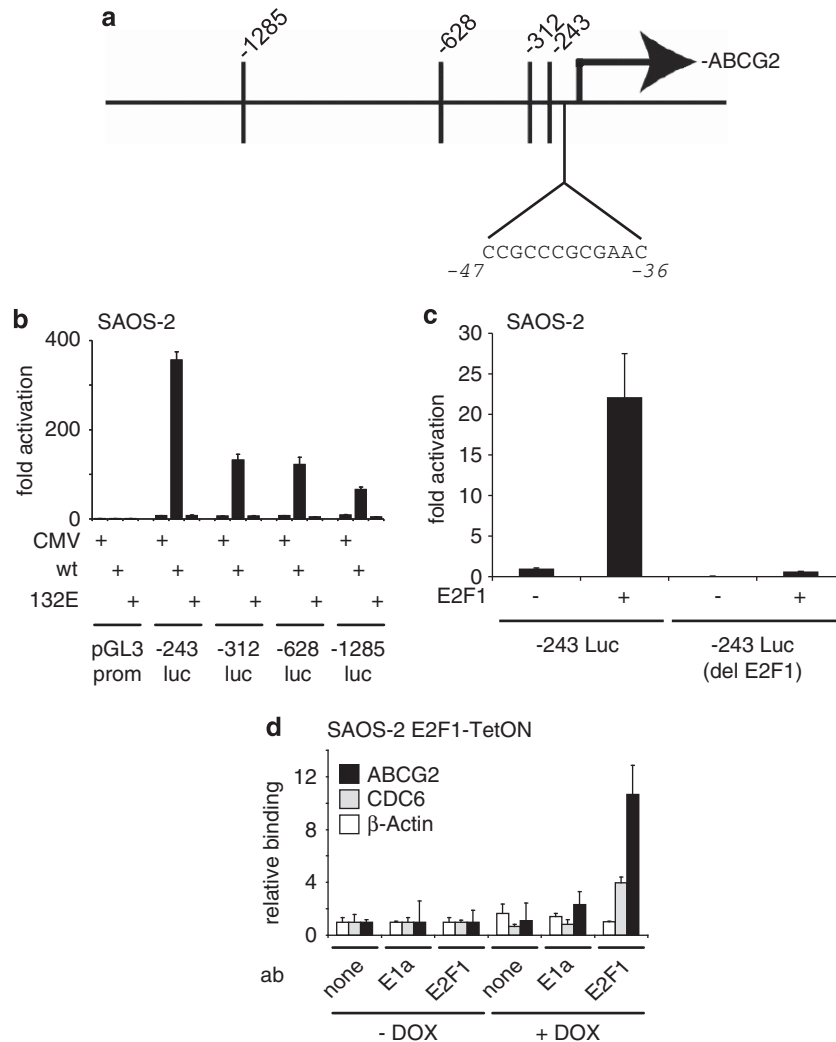 a
-1285
-628
-312
-243
-ABCG2
CCGCCCGCGAAC
-47
-36
b
SAOS-2
fold activation
400
200
0
CMV + + + + +
wt + + + + +
132E + + + + +
pGL3 prom
-243 luc
-312 luc
-628 luc
-1285 luc
c
SAOS-2
fold activation
30
25
20
15
10
5
0
E2F1 - + - +
-243 Luc
-243 Luc
(del E2F1)
d
SAOS-2 E2F1-TetON
relative binding
12
8
4
0
ABCG2
CDC6
β-Actin
ab
none
E1a
E2F1
none
E1a
E2F1
- DOX
+ DOX